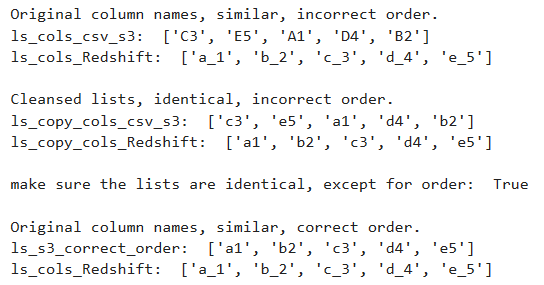 Original column names, similar, incorrect order.
ls_cols_csv_s3:  ['C3', 'E5', 'A1', 'D4', 'B2']
ls_cols_Redshift:  ['a_1', 'b_2', 'c_3', 'd_4', 'e_5']
Cleansed lists, identical, incorrect order.
ls_copy_cols_csv_s3:  ['c3', 'e5', 'a1', 'd4', 'b2']
ls_copy_cols_Redshift:  ['a1', 'b2', 'c3', 'd4', 'e5']
make sure the lists are identical, except for order:  True
Original column names, similar, correct order.
ls_s3_correct_order:  ['a1', 'b2', 'c3', 'd4', 'e5']
ls_cols_Redshift:  ['a_1', 'b_2', 'c_3', 'd_4', 'e_5']